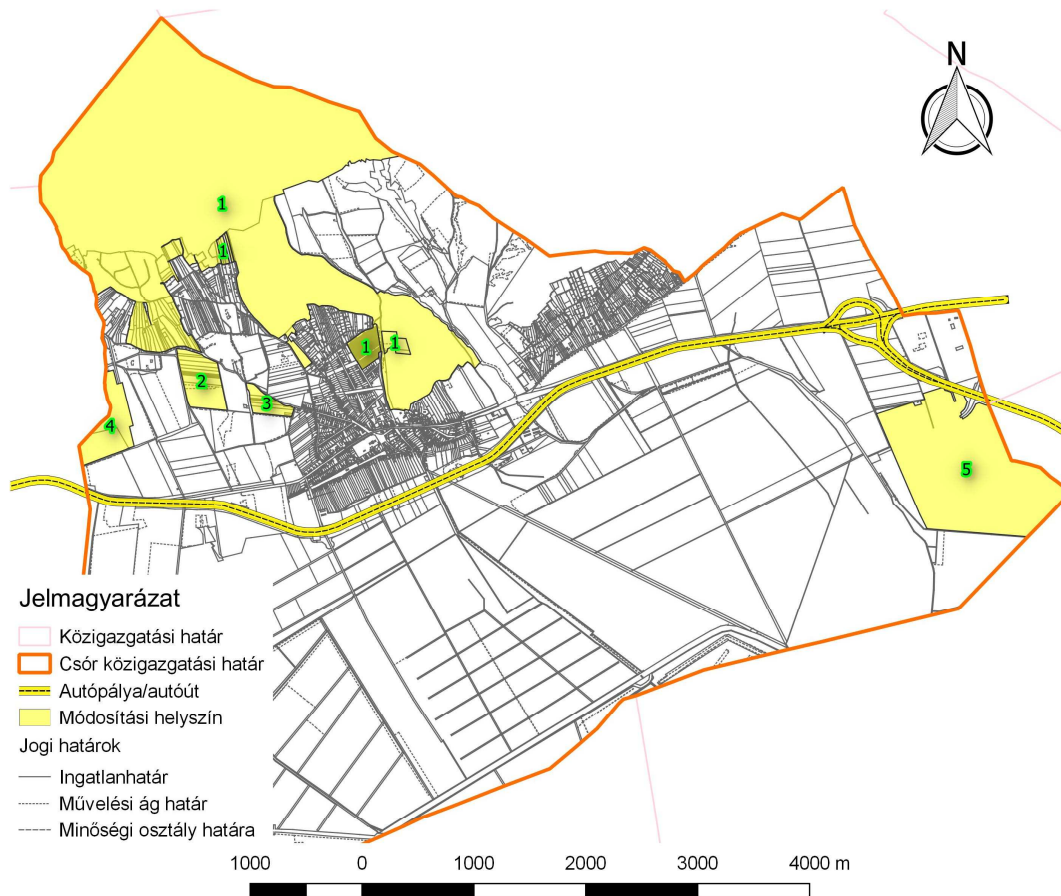 N
1
1
1
1
2
3
4
5
Jelmagyarázat
Közigazgatási határ
Csór közigazgatási határ
Autópálya/autóút
Módosítási helyszín
Jogi határok
Ingatlanhatár
Művelési ág határ
Minőségi osztály határa
1000 0 1000 2000 3000 4000 m